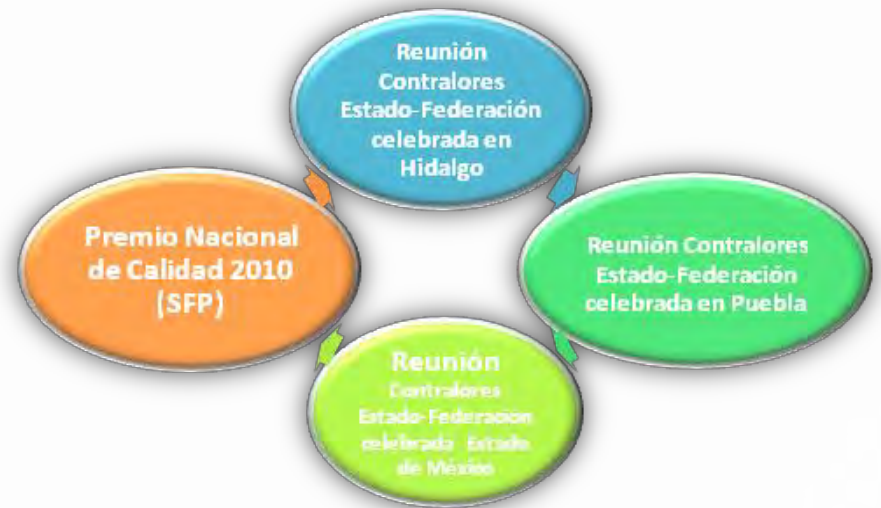 Reunión
Contralores
Estado-Federación
celebrada en
Hidalgo
Premio Nacional
de Calidad 2010
(SFP)
Reunión Contralores
Estado-Federación
celebrada en Puebla
Reunión
Contralores
Estado-Federación
celebrada Estado
de México